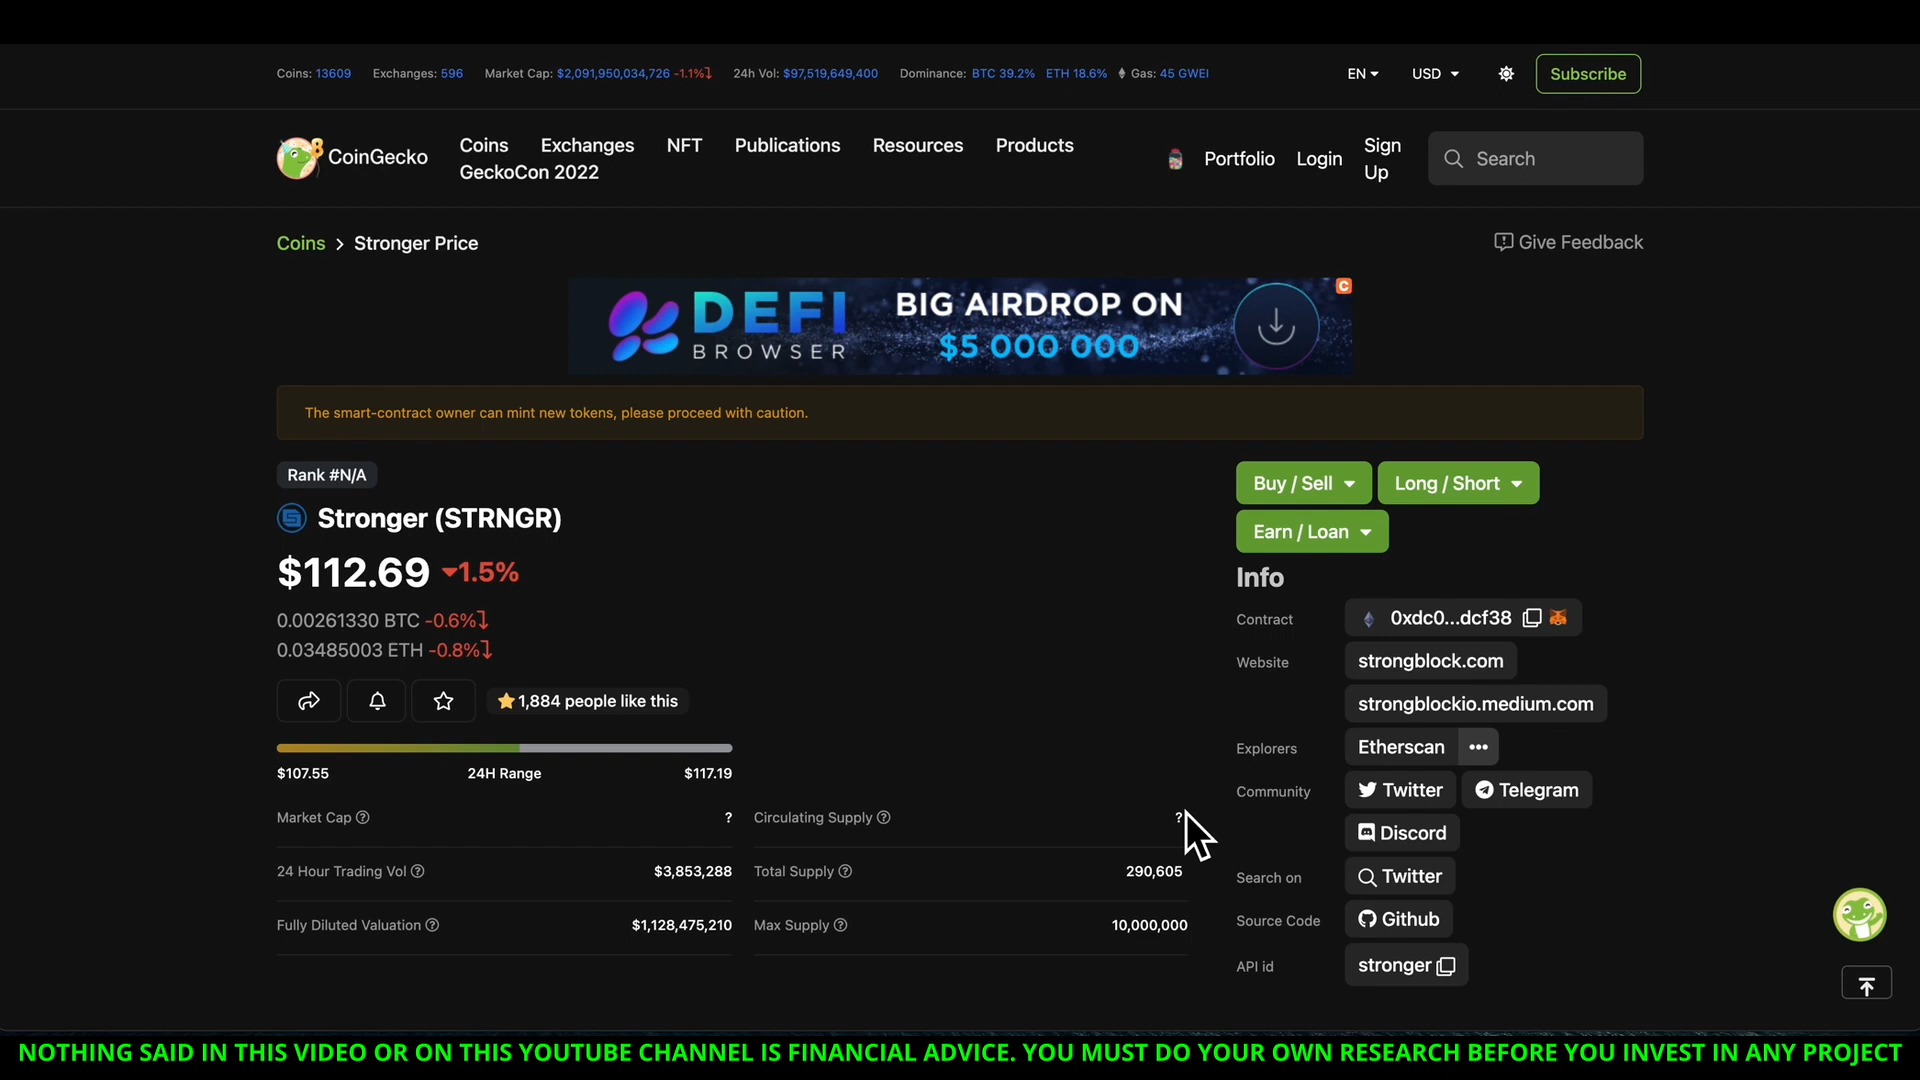 Coins: 13609 Exchanges: 596 Market Cap: $2,091,950,034,726 -1.1% 24h Vol: $97,519,649,400 Dominance: BTC 39.2% ETH 18.6% Gas: 45 GWEI EN USD Subscribe
8
CoinGecko
Coins Exchanges NFT Publications Resources Products
GeckoCon 2022
Portfolio Login Sign Up Search
Coins > Stronger Price Give Feedback
DEFI BROWSER
BIG AIRDROP ON
$5 000 000
C
The smart-contract owner can mint new tokens, please proceed with caution.
Rank #N/A
Stronger (STRNGR)
$112.69 1.5%
0.00261330 BTC -0.6%
0.03485003 ETH -0.8%
1,884 people like this
$107.55 24H Range $117.19
Market Cap ? ?
24 Hour Trading Vol ? $3,853,288
Fully Diluted Valuation ? $1,128,475,210
Circulating Supply ? ?
Total Supply ? 290,605
Max Supply ? 10,000,000
Buy / Sell Long / Short
Earn / Loan
Info
Contract 0xdc0...dcf38
Website strongblock.com
strongblockio.medium.com
Explorers Etherscan •••
Community Twitter Telegram
Discord
Search on Twitter
Source Code Github
API id stronger
NOTHING SAID IN THIS VIDEO OR ON THIS YOUTUBE CHANNEL IS FINANCIAL ADVICE. YOU MUST DO YOUR OWN RESEARCH BEFORE YOU INVEST IN ANY PROJECT